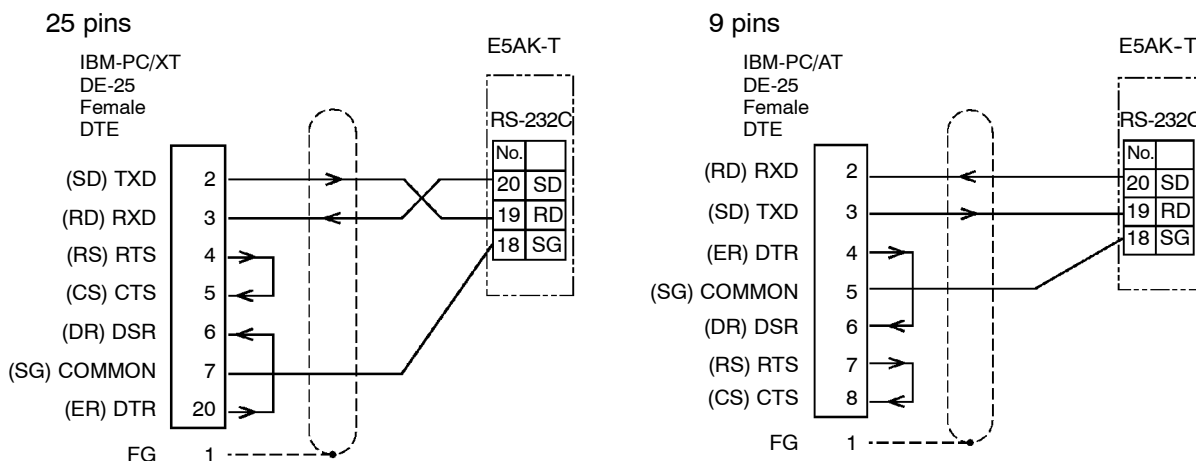 25 pins
IBM-PC/XT
DE-25
Female
DTE
E5AK-T
RS-232C
No.
(SD) TXD 2
20 SD
(RD) RXD 3
19 RD
(RS) RTS 4
18 SG
(CS) CTS 5
(DR) DSR 6
(SG) COMMON 7
(ER) DTR 20
FG 1
9 pins
IBM-PC/AT
DE-25
Female
DTE
E5AK-T
RS-232C
No.
(RD) RXD 2
20 SD
(SD) TXD 3
19 RD
(ER) DTR 4
18 SG
(SG) COMMON 5
(DR) DSR 6
(RS) RTS 7
(CS) CTS 8
FG 1